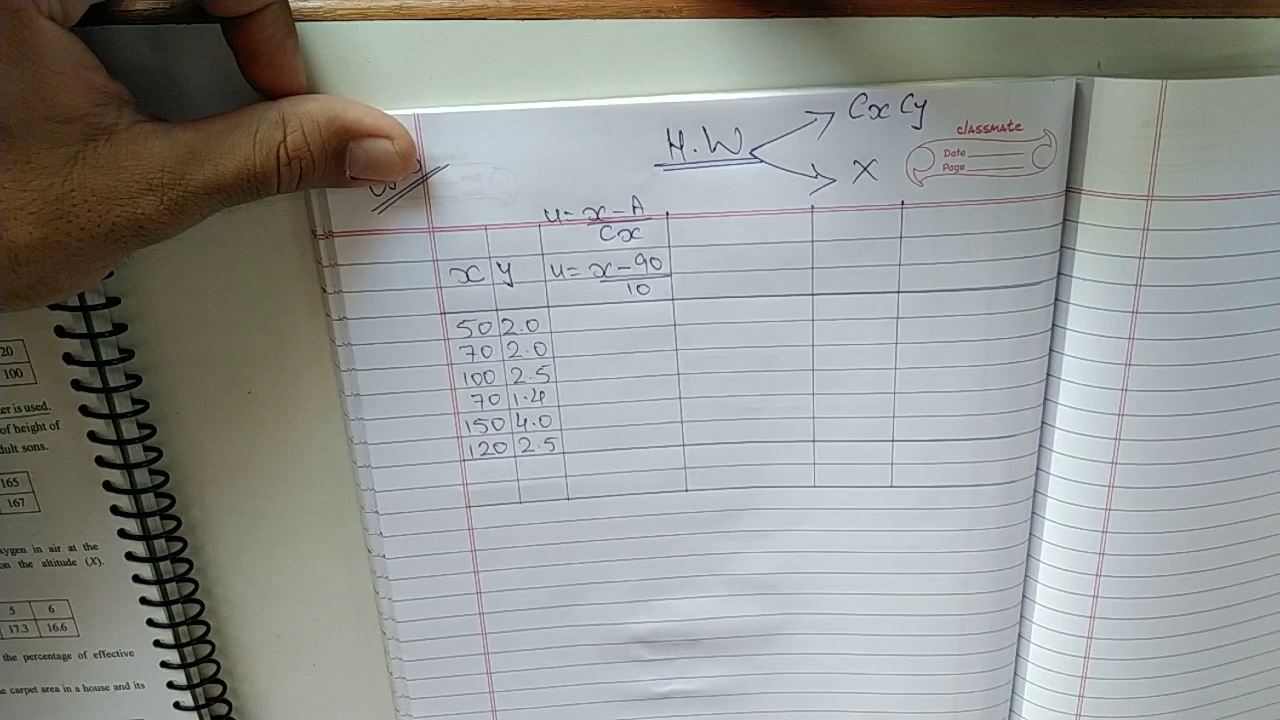 H.W
Cx Cy
X
classmate
Date
Page
u = x-A
Cx
x y u = x-90
10
50 2.0
70 2.0
100 2.5
70 1.4
150 4.0
120 2.5
20
100
er is used.
of height of
dult sons.
165
167
xygen in air at the
on the altitude (X).
5 6
17.3 16.6
the percentage of effective
e carpet area in a house and its